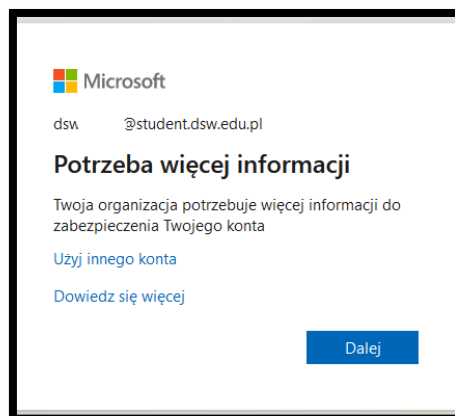 Microsoft
dsw @student.dsw.edu.pl
Potrzeba więcej informacji
Twoja organizacja potrzebuje więcej informacji do
zabezpieczenia Twojego konta
Użyj innego konta
Dowiedz się więcej
Dalej